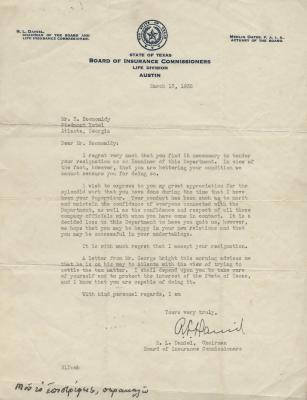 R. L. DANIEL
CHAIRMAN OF THE BOARD AND
LIFE INSURANCE COMMISSIONER.
MERLIN OATES, F. A. I. A.
ACTUARY OF THE BOARD.
STATE OF TEXAS
BOARD OF INSURANCE COMMISSIONERS
LIFE DIVISION
AUSTIN
March 13, 1935
Mr. X. Economidy
Piedmont Hotel
Atlanta, Georgia
Dear Mr. Economidy:
I regret very much that you find it necessary to tender
your resignation as an Examiner of this Department. In view of
the fact, however, that you are bettering your condition we
cannot censure you for doing so.
I wish to express to you my great appreciation for the
splendid work that you have done during the time that I have
been your Supervisor. Your conduct has been such as to merit
and maintain the confidence of everyone connected with the
Department, as well as the confidence and respect of all those
company officials with whom you have come in contact. It is a
decided loss to this Department to have you quit us, however,
we hope that you may be happy in your new relations and that
you may be successful in your undertakings.
It is with much regret that I accept your resignation.
A letter from Mr. George Wright this morning advises me
that he is on his way to Atlanta with the view of trying to
settle the tax matter. I shall depend upon you to take care
of yourself and to protect the interest of the State of Texas,
and I know that you are capable of doing it.
With kind personal regards, I am
Yours very truly,
R L Daniel
R. L. Daniel, Chairman
Board of Insurance Commissioners
ἐπιστρέψεις, παρακαλῶ